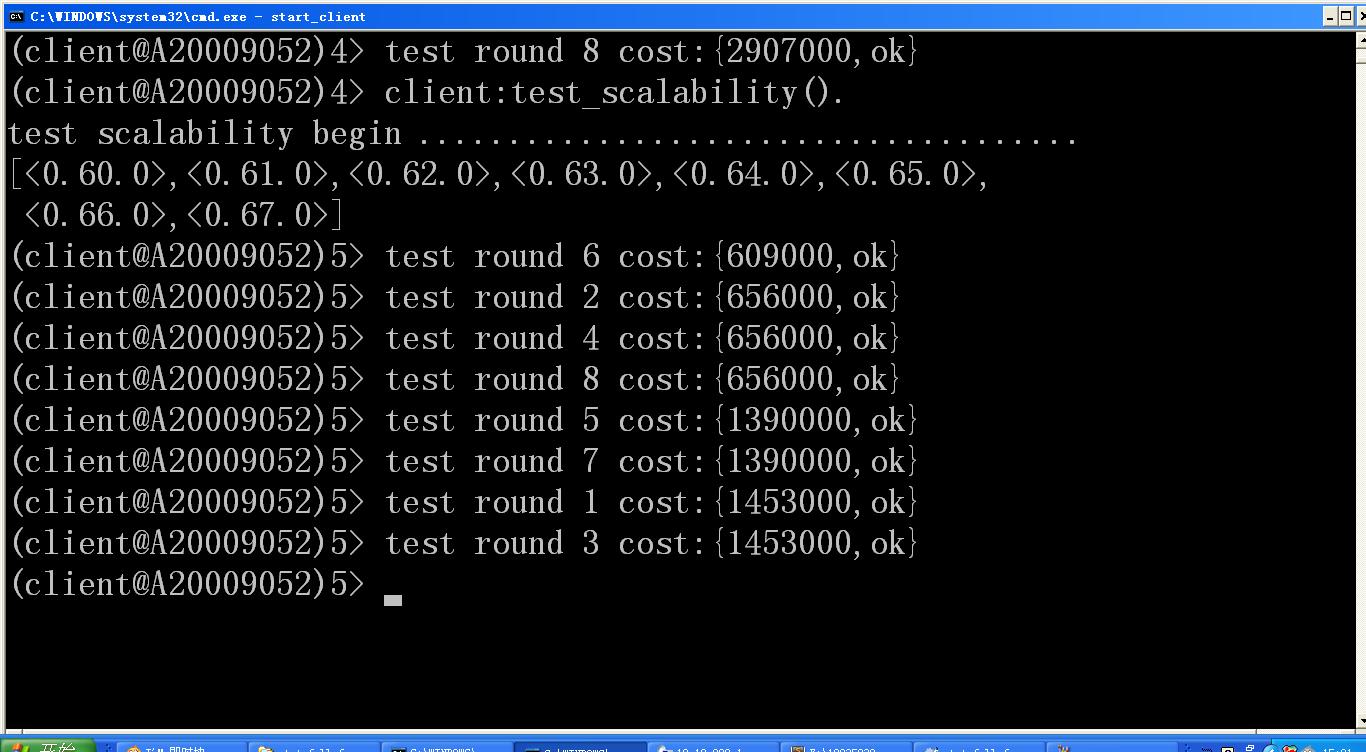 C:\WINDOWS\system32\cmd.exe - start_client
(client@A20009052)4> test round 8 cost:{2907000,ok}
(client@A20009052)4> client:test_scalability().
test scalability begin .....................................
[<0.60.0>,<0.61.0>,<0.62.0>,<0.63.0>,<0.64.0>,<0.65.0>,
<0.66.0>,<0.67.0>]
(client@A20009052)5> test round 6 cost:{609000,ok}
(client@A20009052)5> test round 2 cost:{656000,ok}
(client@A20009052)5> test round 4 cost:{656000,ok}
(client@A20009052)5> test round 8 cost:{656000,ok}
(client@A20009052)5> test round 5 cost:{1390000,ok}
(client@A20009052)5> test round 7 cost:{1390000,ok}
(client@A20009052)5> test round 1 cost:{1453000,ok}
(client@A20009052)5> test round 3 cost:{1453000,ok}
(client@A20009052)5>
开始